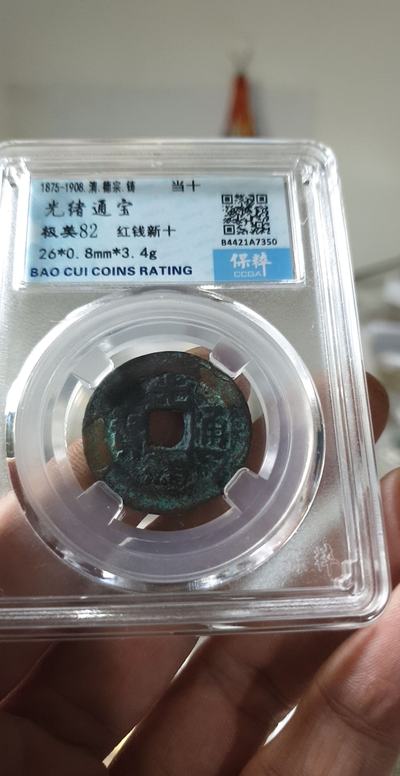 1875-1908.清.德宗.铸 当十
光绪通宝
极美82 红钱新十
26*0.8mm*3.4g
BAO CUI COINS RATING
B4421A7350
保粹
CCGA
通